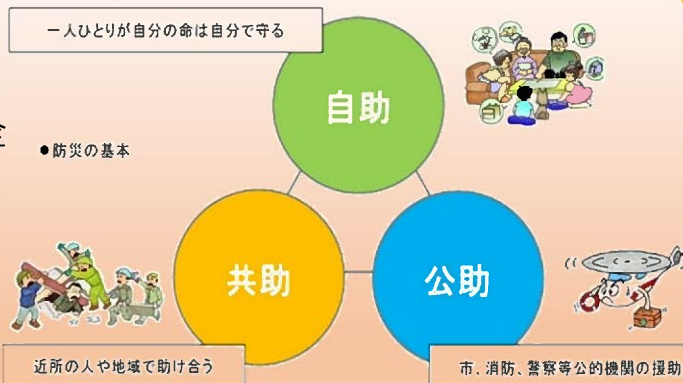 一人ひとりが自分の命は自分で守る
自助
●防災の基本
共助
公助
近所の人や地域で助け合う
市、消防、警察等公的機関の援助